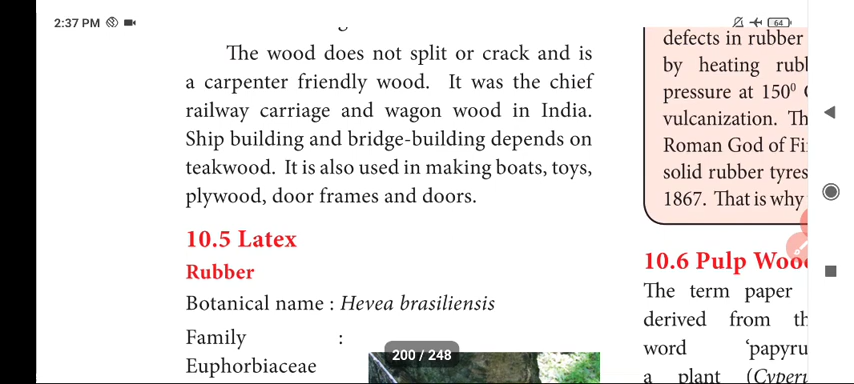 2:37 PM
64
The wood does not split or crack and is
a carpenter friendly wood. It was the chief
railway carriage and wagon wood in India.
Ship building and bridge-building depends on
teakwood. It is also used in making boats, toys,
plywood, door frames and doors.
10.5 Latex
Rubber
Botanical name : Hevea brasiliensis
Family :
Euphorbiaceae
200 / 248
defects in rubber
by heating
pressure at 150⁰
vulcanization.
Roman God of
solid rubber tyres
1867. That is why
10.6 Pulp
The term paper
derived from
word
a plant